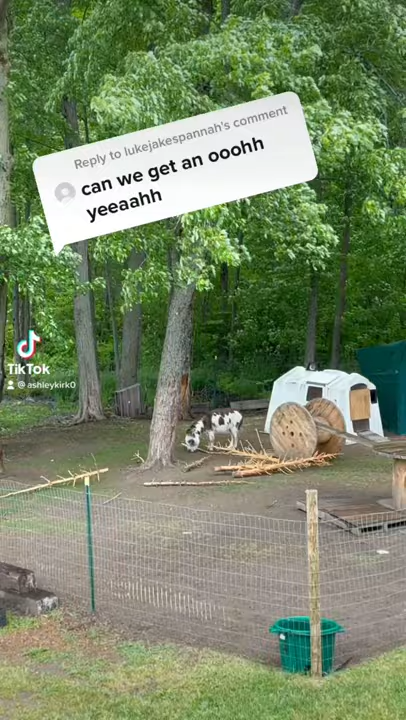 Reply to lukejakespannah's comment
can we get an ooohh
yeeaahh
TikTok
@ashleykirk0